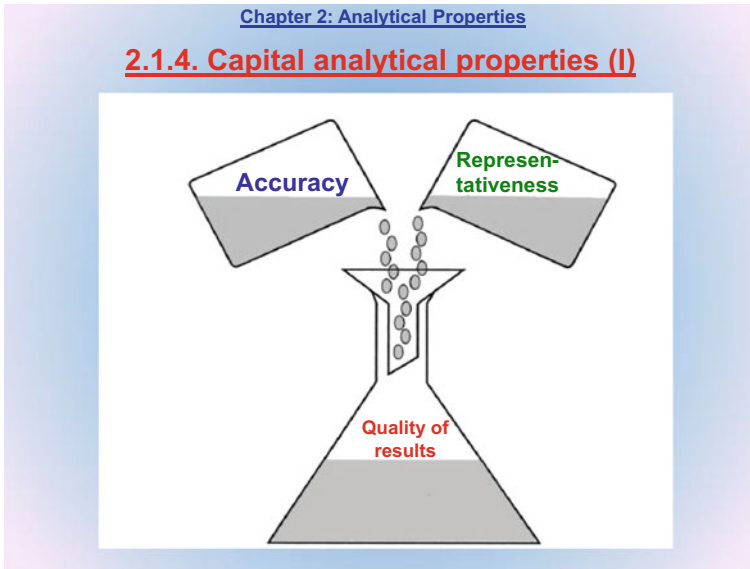 Chapter 2: Analytical Properties
2.1.4. Capital analytical properties (I)
Accuracy
Represen-
tativeness
Quality of
results